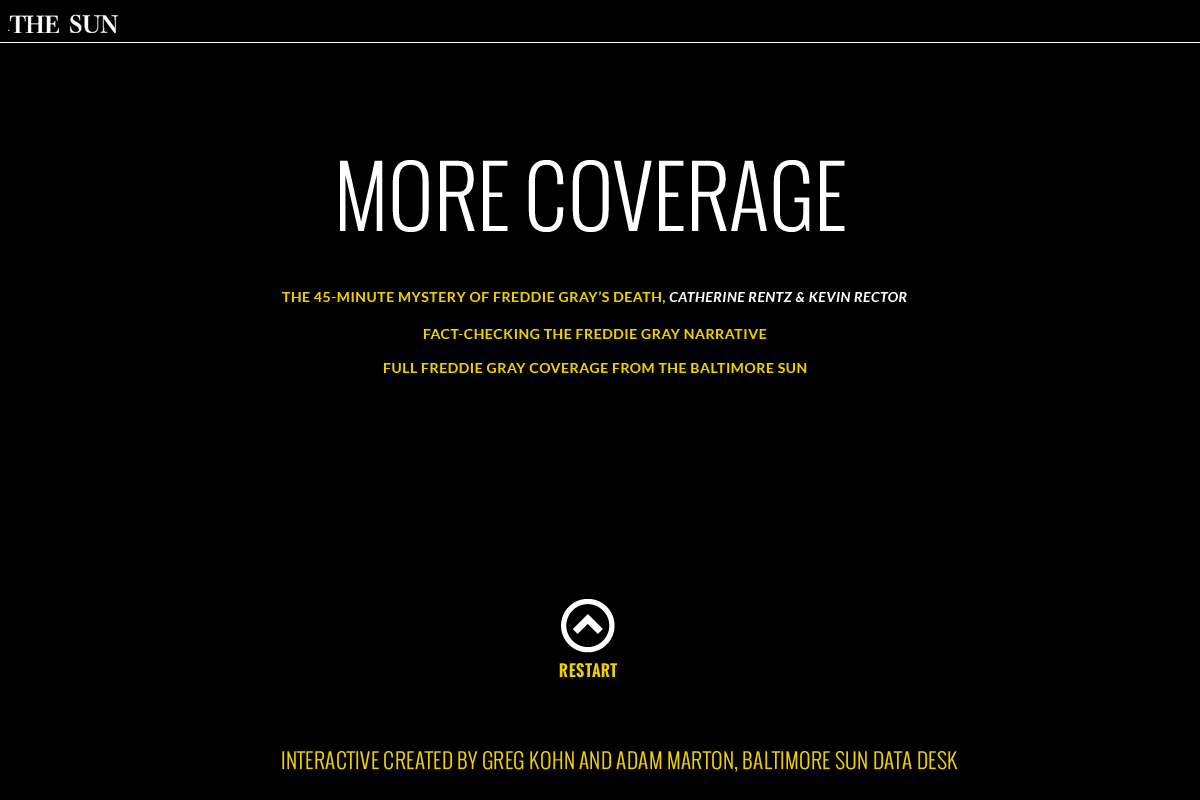 THE SUN
MORE COVERAGE
THE 45-MINUTE MYSTERY OF FREDDIE GRAY’S DEATH, CATHERINE RENTZ & KEVIN RECTOR
FACT-CHECKING THE FREDDIE GRAY NARRATIVE
FULL FREDDIE GRAY COVERAGE FROM THE BALTIMORE SUN
RESTART
INTERACTIVE CREATED BY GREG KOHN AND ADAM MARTON, BALTIMORE SUN DATA DESK